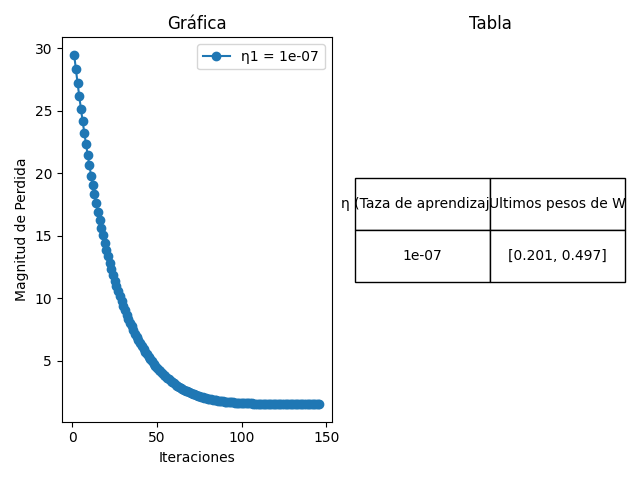 Gráfica
Tabla
η1 = 1e-07
30
25
20
15
10
5
Magnitud de Perdida
0
50
100
150
Iteraciones
η (Taza de aprendizaj
Ultimos pesos de W
1e-07
[0.201, 0.497]